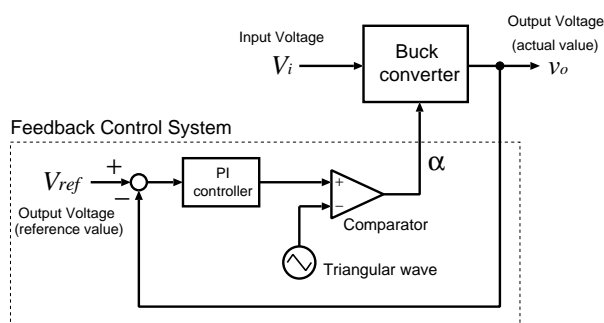 Output Voltage
(actual value)
Input Voltage
Buck
converter
Vi
vo
Feedback Control System
α
+
Vref
−
PI
controller
+
−
Output Voltage
(reference value)
Comparator
Triangular wave